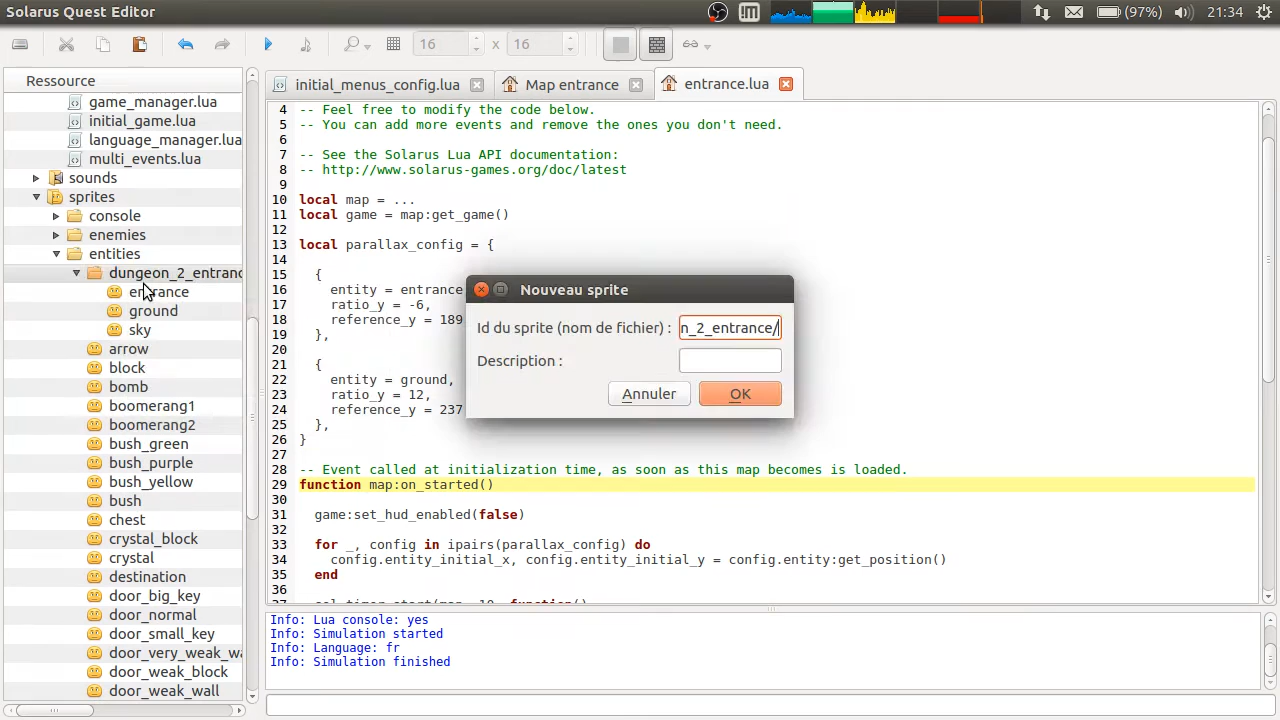 Solarus Quest Editor
(97%)
21:34
16 x 16
Ressource
game_manager.lua
initial_game.lua
language_manager.lua
multi_events.lua
sounds
sprites
console
enemies
entities
dungeon_2_entranc
entrance
ground
sky
arrow
block
bomb
boomerang1
boomerang2
bush_green
bush_purple
bush_yellow
bush
chest
crystal_block
crystal
destination
door_big_key
door_normal
door_small_key
door_very_weak_wa
door_weak_block
door_weak_wall
initial_menus_config.lua
Map entrance
entrance.lua
4 -- Feel free to modify the code below.
5 -- You can add more events and remove the ones you don't need.
6
7 -- See the Solarus Lua API documentation:
8 -- http://www.solarus-games.org/doc/latest
9
10 local map = ...
11 local game = map:get_game()
12
13 local parallax_config = {
14
15 {
16 entity = entrance
17 ratio_y = -6,
18 reference_y = 189
19 },
20
21 {
22 entity = ground,
23 ratio_y = 12,
24 reference_y = 237
25 },
26 }
27
28 -- Event called at initialization time, as soon as this map becomes is loaded.
29 function map:on_started()
30
31 game:set_hud_enabled(false)
32
33 for _, config in ipairs(parallax_config) do
34 config.entity_initial_x, config.entity_initial_y = config.entity:get_position()
35 end
36
37 sol.timer.start(map, 10, function()
Nouveau sprite
Id du sprite (nom de fichier) : n_2_entrance/
Description :
Annuler
OK
Info: Lua console: yes
Info: Simulation started
Info: Language: fr
Info: Simulation finished